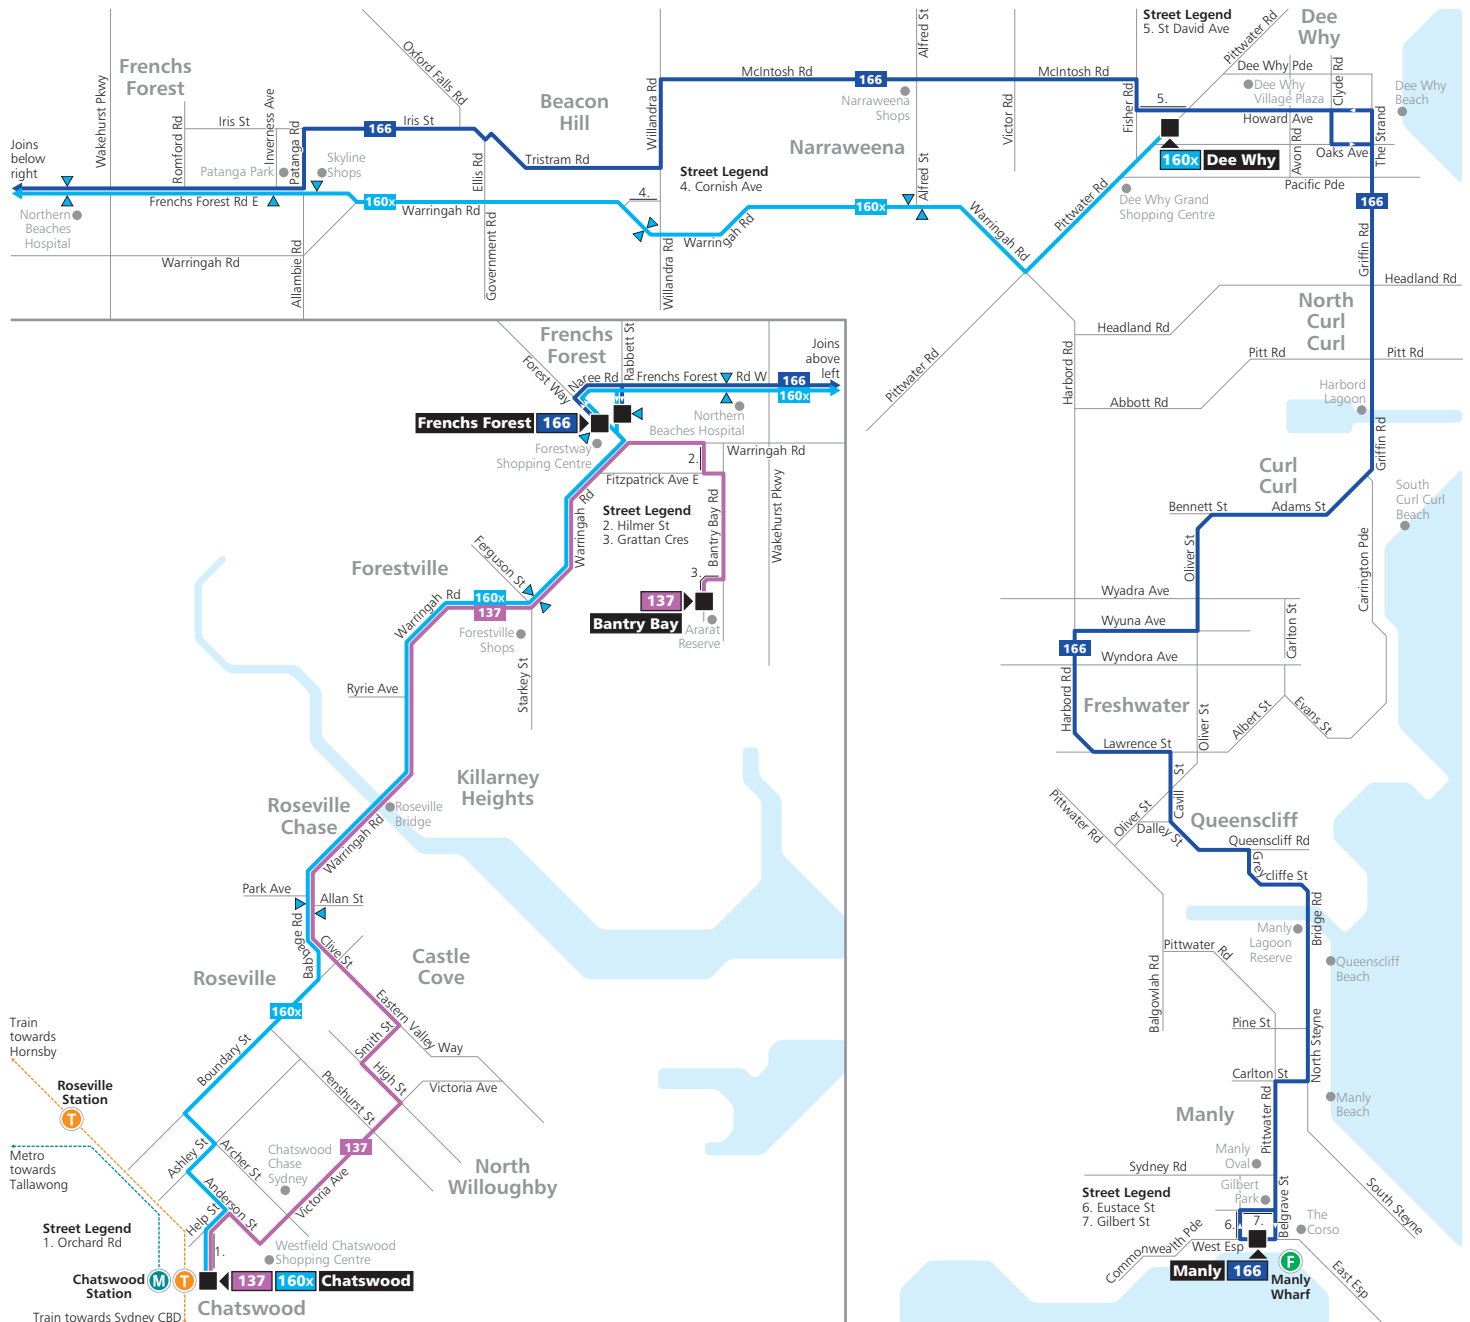 Street Legend
5. St David Ave
Pittwater Rd
Dee
Why
Alfred St
Oxford Falls Rd
Frenchs
Forest
Wakehurst Pkwy
Beacon
Hill
Willandra Rd
McIntosh Rd
166
McIntosh Rd
Narraweena
Shops
Victor Rd
Fisher Rd
5.
Dee Why Pde
Dee Why
Village Plaza
Clyde Rd
Dee Why
Beach
Howard Ave
Avon Rd
Oaks Ave
The Strand
Pacific Pde
Joins
below
right
Romford Rd
Iris St
Inverness Ave
Patanga Rd
166
Iris St
Patanga Park
Skyline
Shops
Ellis Rd
Tristram Rd
Narraweena
160x
Dee Why
Street Legend
4. Cornish Ave
4.
Northern
Beaches
Hospital
Frenchs Forest Rd E
160x
Warringah Rd
Government Rd
Warringah Rd
160x
Alfred St
Warringah Rd
Pittwater Rd
Dee Why Grand
Shopping Centre
166
Griffin Rd
Warringah Rd
Allambie Rd
Willandra Rd
Headland Rd
North
Curl
Curl
Headland Rd
Pitt Rd
Pitt Rd
Pittwater Rd
Harbord Rd
Abbott Rd
Harbord
Lagoon
Griffin Rd
Frenchs
Forest
Rabbett St
Joins
above
left
Forest Way
Naree Rd
Frenchs Forest Rd W
166
160x
Frenchs Forest
166
Northern
Beaches Hospital
Forestway
Shopping Centre
2.
Warringah Rd
Fitzpatrick Ave E
Street Legend
2. Hilmer St
3. Grattan Cres
Warringah Rd
Bantry Bay Rd
Wakehurst Pkwy
Ferguson St
Forestville
3.
137
Bantry Bay
Ararat
Reserve
Warringah Rd
160x
137
Forestville
Shops
Starkey St
Ryrie Ave
Curl
Curl
South
Curl Curl
Beach
Bennett St
Adams St
Oliver St
Carrington Pde
Wyadra Ave
Wyuna Ave
Carlton St
166
Wyndora Ave
Harbord Rd
Freshwater
Oliver St
Albert St
Evans St
Lawrence St
Killarney
Heights
Roseville
Chase
Roseville
Bridge
Warringah Rd
Pittwater Rd
Oliver St
Cavill St
Dalley St
Queenscliff
Queenscliff Rd
Greycliffe St
Park Ave
Allan St
Babbage Rd
Clive St
Castle
Cove
Roseville
Bridge Rd
Manly
Lagoon
Reserve
Queenscliff
Beach
Pittwater Rd
Balgowlah Rd
160x
Eastern Valley Way
Smith St
Boundary St
High St
Victoria Ave
Penshurst St
Pine St
North Steyne
Carlton St
Manly
Pittwater Rd
Manly
Beach
Train
towards
Hornsby
Roseville
Station
T
Metro
towards
Tallawong
Ashley St
Archer St
Chatswood
Chase
Sydney
137
Victoria Ave
North
Willoughby
Manly
Oval
Sydney Rd
Gilbert
Park
Street Legend
6. Eustace St
7. Gilbert St
6.
7.
Belgrave St
The
Corso
South Steyne
Street Legend
1. Orchard Rd
Help St
Anderson St
1.
Westfield Chatswood
Shopping Centre
Commonwealth Pde
West Esp
East Esp
Manly
166
F
Manly
Wharf
Chatswood
Station
M
T
137
160x
Chatswood
Chatswood
Train towards Sydney CBD